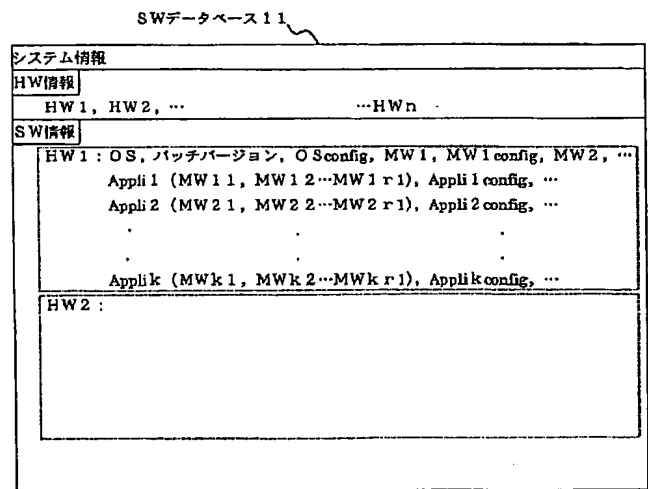 SWデータベース11
システム情報
HW情報
HW1, HW2, … …HWn
SW情報
HW1：OS, パッチバージョン, OSconfig, MW1, MW1config, MW2, …
Appli1 (MW11, MW12…MW1r1), Appli1config, …
Appli2 (MW21, MW22…MW2r1), Appli2config, …
. . .
. . .
Applik (MWk1, MWk2…MWkr1), Applikconfig, …
HW2：